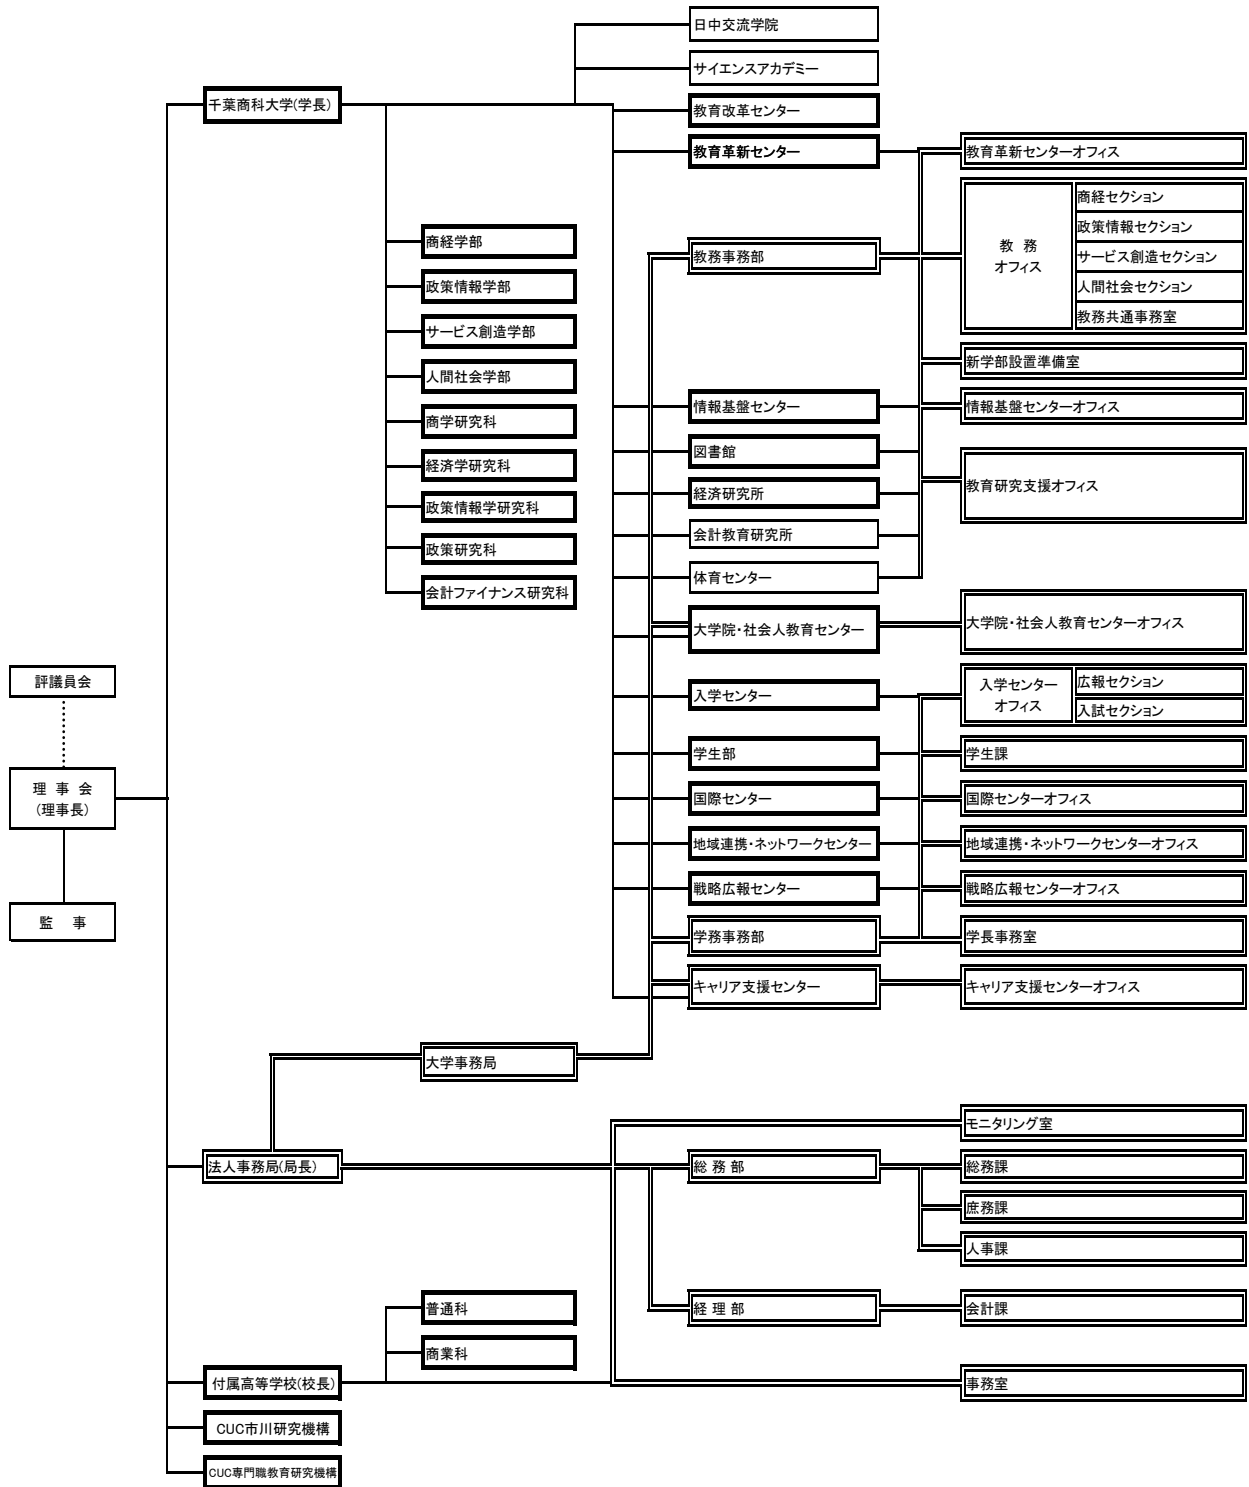 日中交流学院
サイエンスアカデミー
千葉商科大学(学長)
教育改革センター
教育革新センター
教育革新センターオフィス
商経セクション
政策情報セクション
教 務
オフィス
サービス創造セクション
人間社会セクション
教務共通事務室
商経学部
教務事務部
政策情報学部
サービス創造学部
新学部設置準備室
人間社会学部
情報基盤センター
情報基盤センターオフィス
商学研究科
図書館
経済学研究科
教育研究支援オフィス
経済研究所
政策情報学研究科
会計教育研究所
政策研究科
体育センター
会計ファイナンス研究科
大学院・社会人教育センター
大学院・社会人教育センターオフィス
評議員会
入学センター
入学センター
オフィス
広報セクション
入試セクション
学生部
学生課
理 事 会
(理事長)
国際センター
国際センターオフィス
地域連携・ネットワークセンター
地域連携・ネットワークセンターオフィス
戦略広報センター
戦略広報センターオフィス
監 事
学務事務部
学長事務室
キャリア支援センター
キャリア支援センターオフィス
大学事務局
モニタリング室
法人事務局(局長)
総 務 部
総務課
庶務課
人事課
普通科
経 理 部
会計課
商業科
付属高等学校(校長)
事務室
CUC市川研究機構
CUC専門職教育研究機構